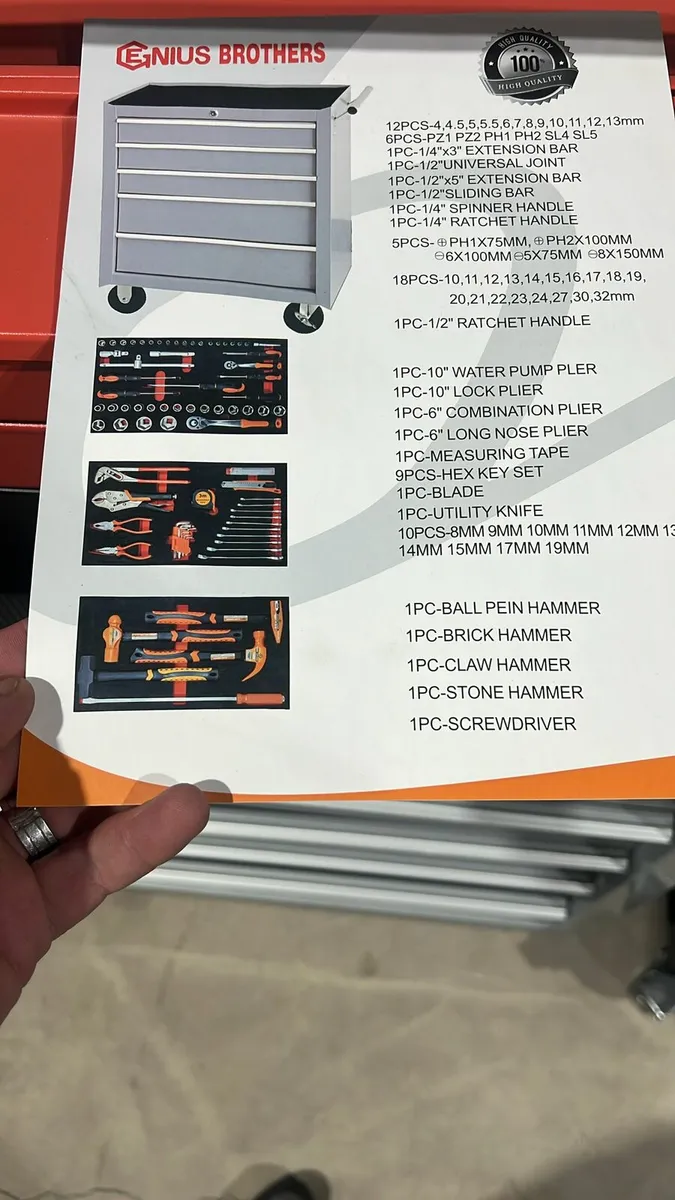 GENIUS BROTHERS
HIGH QUALITY
100%
HIGH QUALITY
12PCS-4,4.5,5,5.5,6,7,8,9,10,11,12,13mm
6PCS-PZ1 PZ2 PH1 PH2 SL4 SL5
1PC-1/4"x3" EXTENSION BAR
1PC-1/2"UNIVERSAL JOINT
1PC-1/2"x5" EXTENSION BAR
1PC-1/2"SLIDING BAR
1PC-1/4" SPINNER HANDLE
1PC-1/4" RATCHET HANDLE
5PCS-⊕PH1X75MM,⊕PH2X100MM
⊖6X100MM⊖5X75MM ⊖8X150MM
18PCS-10,11,12,13,14,15,16,17,18,19,
20,21,22,23,24,27,30,32mm
1PC-1/2" RATCHET HANDLE
1PC-10" WATER PUMP PLER
1PC-10" LOCK PLIER
1PC-6" COMBINATION PLIER
1PC-6" LONG NOSE PLIER
1PC-MEASURING TAPE
9PCS-HEX KEY SET
1PC-BLADE
1PC-UTILITY KNIFE
10PCS-8MM 9MM 10MM 11MM 12MM 13
14MM 15MM 17MM 19MM
1PC-BALL PEIN HAMMER
1PC-BRICK HAMMER
1PC-CLAW HAMMER
1PC-STONE HAMMER
1PC-SCREWDRIVER